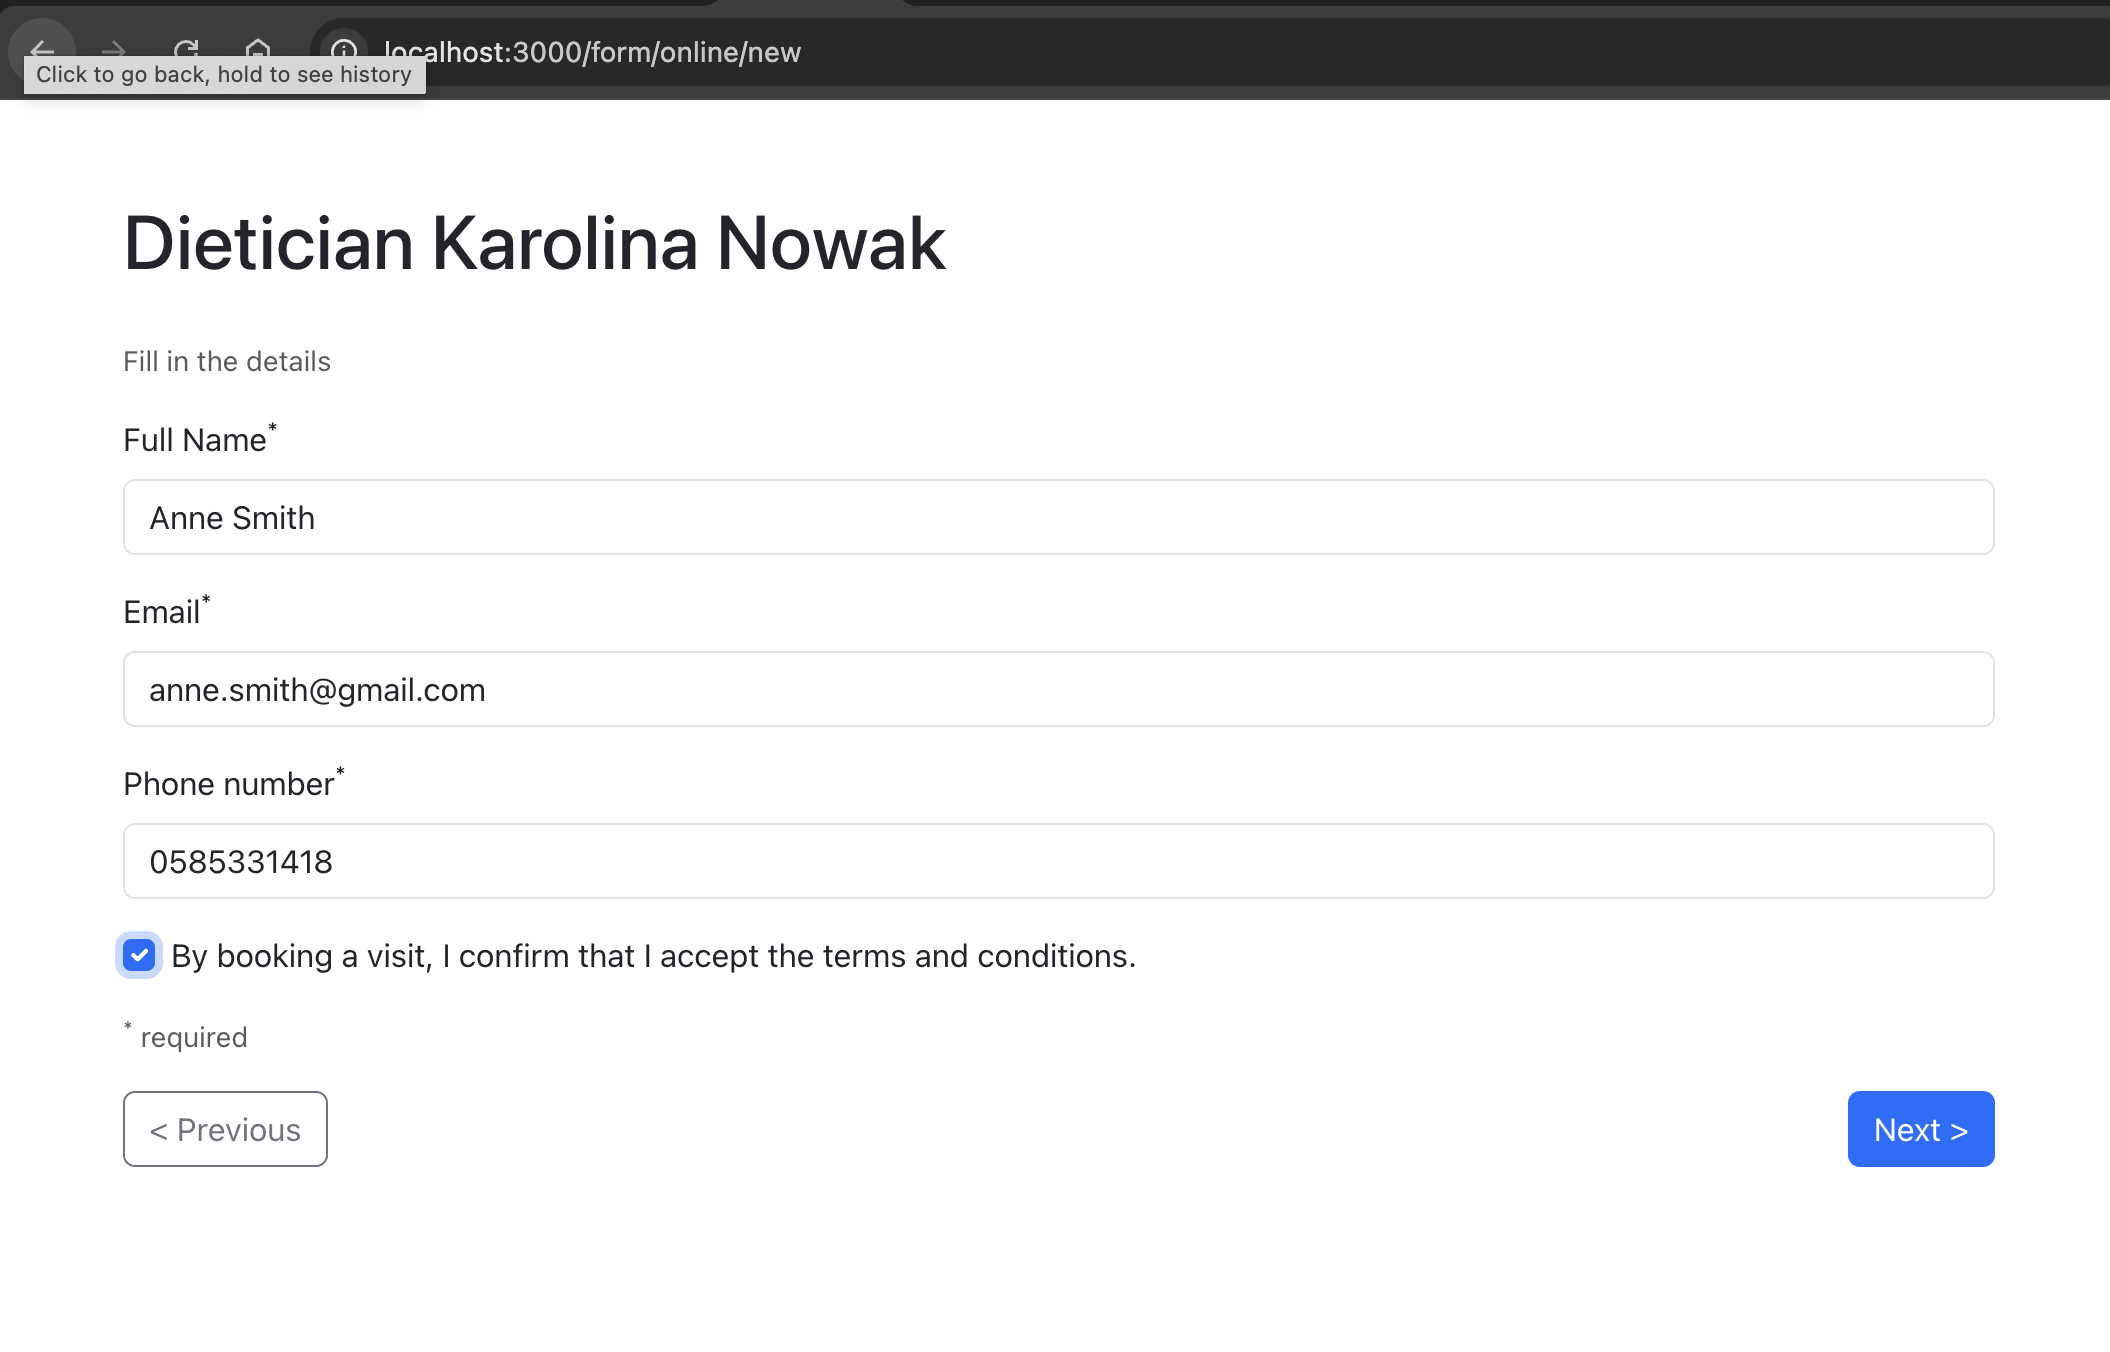 localhost:3000/form/online/new
Click to go back, hold to see history
Dietician Karolina Nowak
Fill in the details
Full Name*
Anne Smith
Email*
anne.smith@gmail.com
Phone number*
0585331418
By booking a visit, I confirm that I accept the terms and conditions.
* required
< Previous
Next >